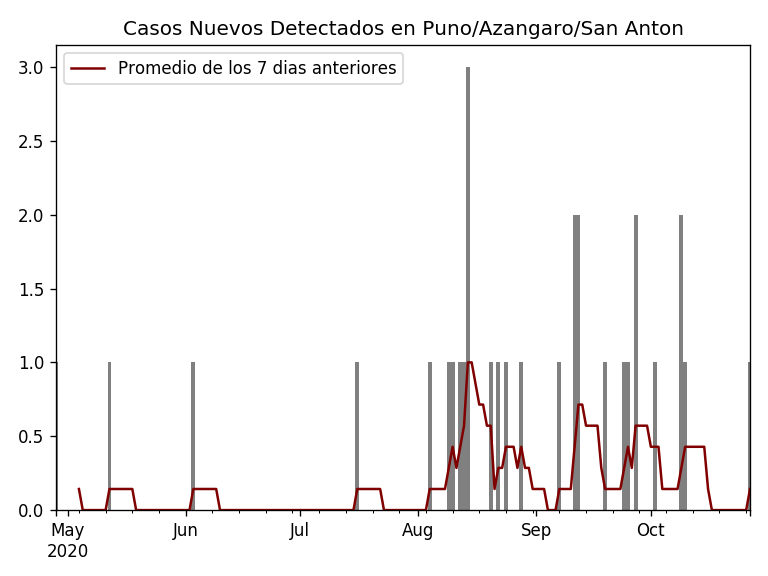 Casos Nuevos Detectados en Puno/Azangaro/San Anton
Promedio de los 7 dias anteriores
3.0
2.5
2.0
1.5
1.0
0.5
0.0
May Jun Jul Aug Sep Oct
2020